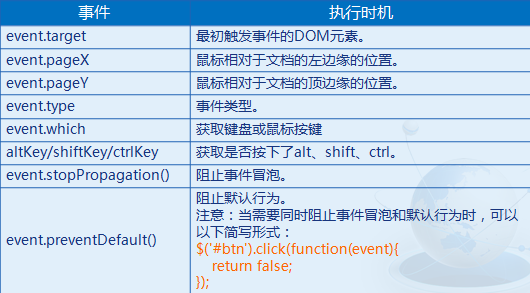 事件 执行时机
event.target 最初触发事件的DOM元素。
event.pageX 鼠标相对于文档的左边缘的位置。
event.pageY 鼠标相对于文档的顶边缘的位置。
event.type 事件类型。
event.which 获取键盘或鼠标按键
altKey/shiftKey/ctrlKey 获取是否按下了alt、shift、ctrl。
event.stopPropagation() 阻止事件冒泡。
event.preventDefault() 阻止默认行为。
注意：当需要同时阻止事件冒泡和默认行为时，可以
以下简写形式：
$('#btn').click(function(event){
return false;
});